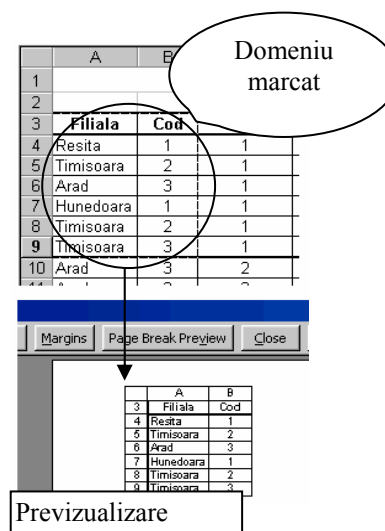 Domeniu
marcat
A B
1
2
3 Filiala Cod
4 Resita 1 1
5 Timisoara 2 1
6 Arad 3 1
7 Hunedoara 1 1
8 Timisoara 2 1
9 Timisoara 3 1
10 Arad 3 2
Margins Page Break Preview Close
A B
3 Filiala Cod
4 Resita 1
5 Timisoara 2
6 Arad 3
7 Hunedoara 1
8 Timisoara 2
9 Timisoara 3
Previzualizare